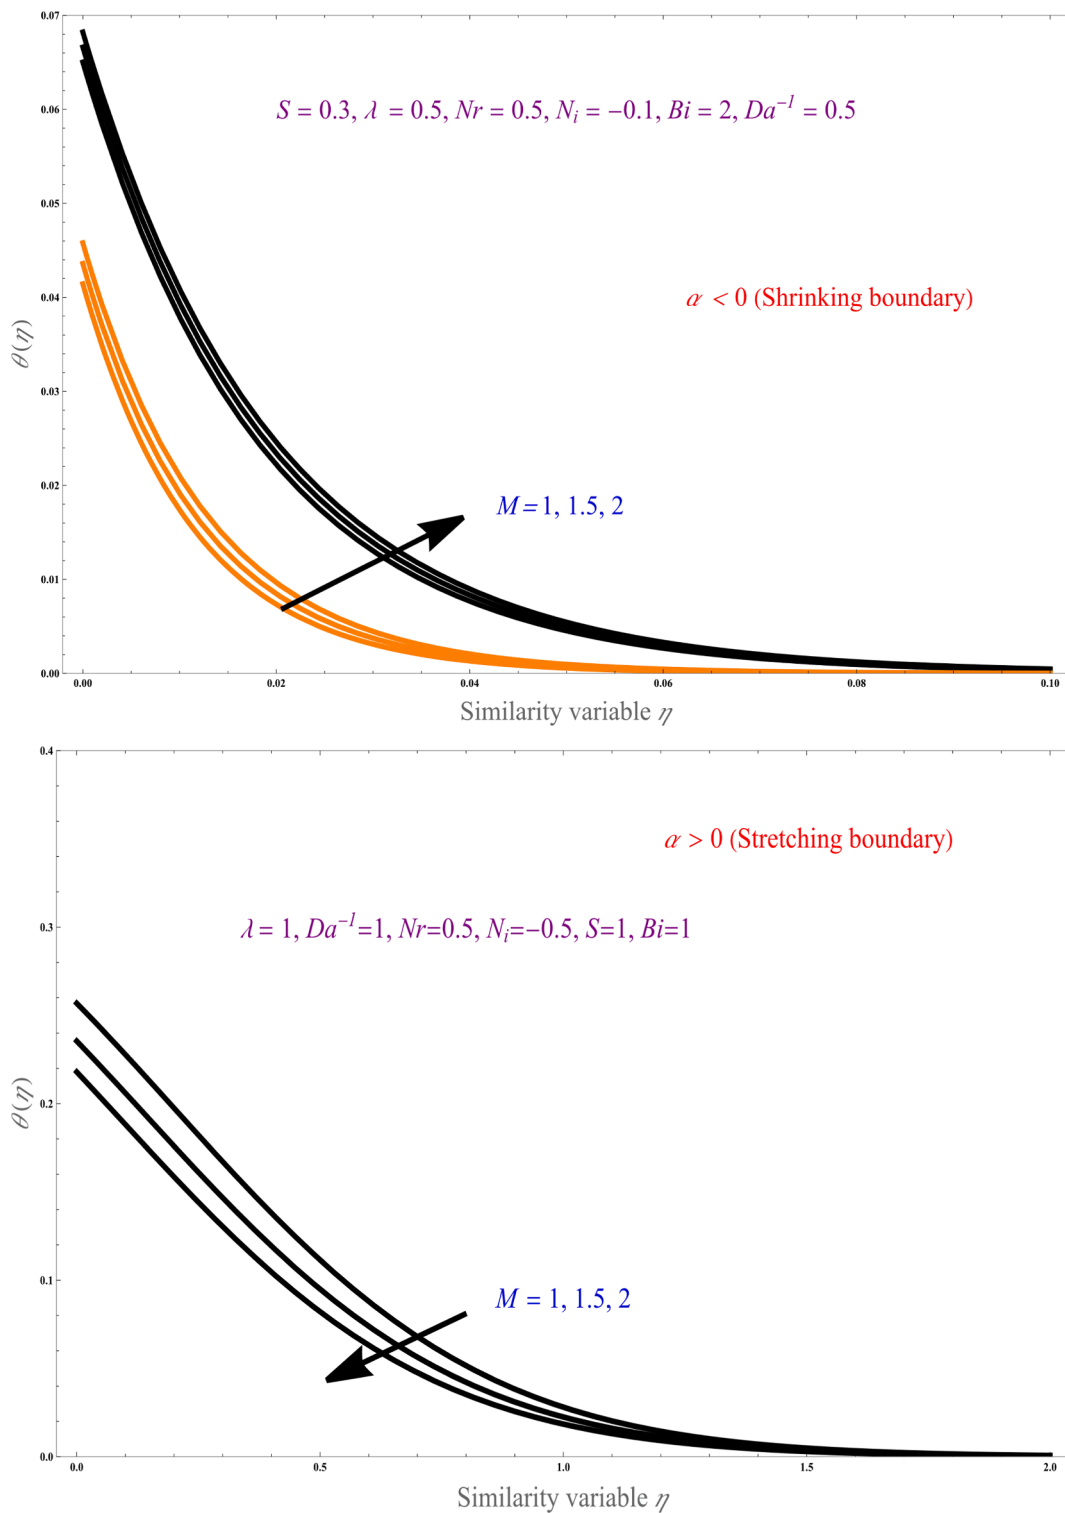 0.07
S = 0.3, λ = 0.5, Nr = 0.5, Nᵢ = −0.1, Bi = 2, Da⁻¹ = 0.5
0.06
0.05
α < 0 (Shrinking boundary)
0.04
θ(η)
0.03
0.02
M = 1, 1.5, 2
0.01
0.00
0.00 0.02 0.04 0.06 0.08 0.10
Similarity variable η
0.4
α > 0 (Stretching boundary)
0.3
λ = 1, Da⁻¹=1, Nr=0.5, Nᵢ=−0.5, S=1, Bi=1
0.2
θ(η)
0.1
M = 1, 1.5, 2
0.0
0.0 0.5 1.0 1.5 2.0
Similarity variable η